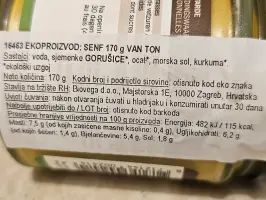 16463 EKOPROIZVOD; SENF 170 g VAN TON
Sastojci: voda, sjemenke GORUŠICE*, ocat*, morska sol, kurkuma*.
*ekološki uzgoj
Neto količina: 170 g Kodni broj i podrijetlo sirovine: otisnuto kod eko znaka
Stavlja na tržište RH: Biovega d.o.o., Majstorska 1E, 10000 Zagreb, Hrvatska
Uvjeti čuvanja: nakon otvaranja čuvati u hladnjaku i konzumirati unutar 30 dana
Najbolje upotrijebiti do / LOT broj: otisnuto kod barkoda
Prosječne hranjive vrijednosti na 100 g proizvoda: Energija: 482 kJ / 115 kcal,
Masti: 7,5 g (od kojih zasićene masne kiseline: 0,4 g), Ugljikohidrati: 6,2 g
(od kojih šećeri: 1,4 g), Bjelančevine: 5,4 g, Sol: 1,8 g